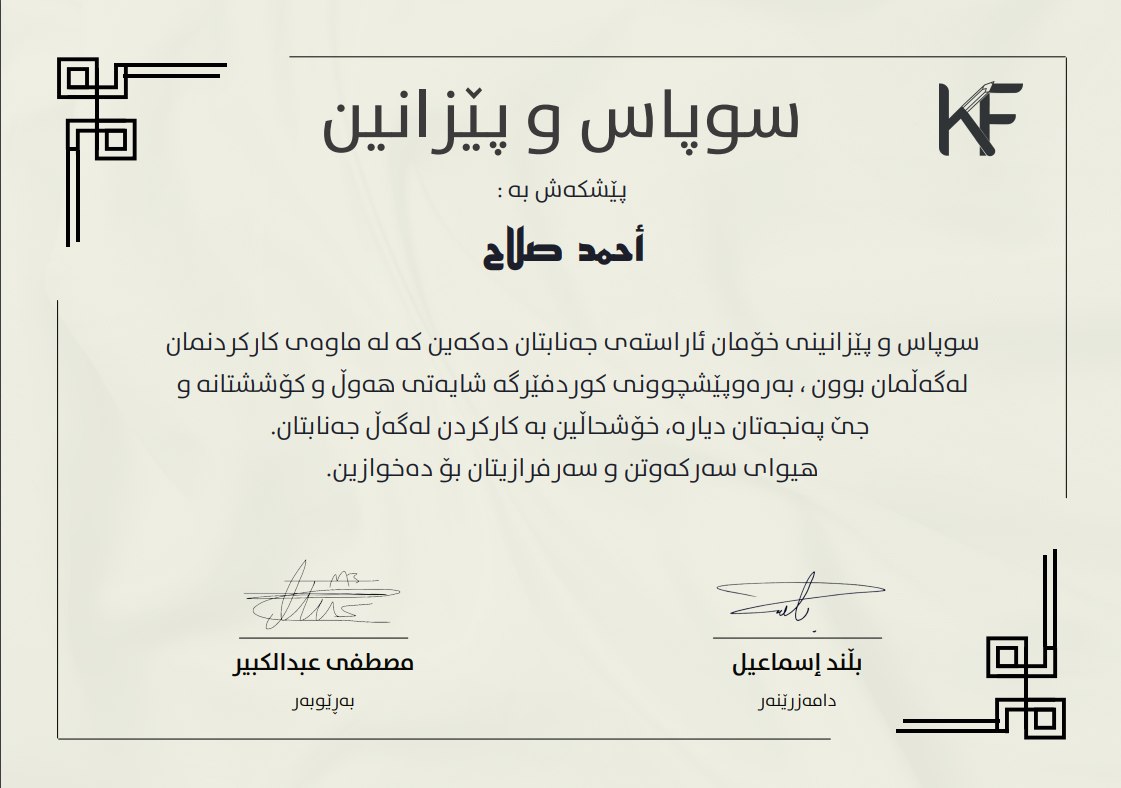 KF
سوپاس و پێزانین
پێشکەش بە :
أحمد صلاح
سوپاس و پێزانینی خۆمان ئاراستەی جەنابتان دەکەین کە لە ماوەی کارکردنمان
لەگەڵمان بوون ، بەرەوپێشچوونی کوردفێرگە شایەتی هەوڵ و کۆششتانە و
جێ پەنجەتان دیارە، خۆشحاڵین بە کارکردن لەگەڵ جەنابتان.
هیوای سەرکەوتن و سەرفرازیتان بۆ دەخوازین.
بڵند إسماعيل
دامەزرێنەر
مصطفى عبدالكبير
بەڕێوبەر